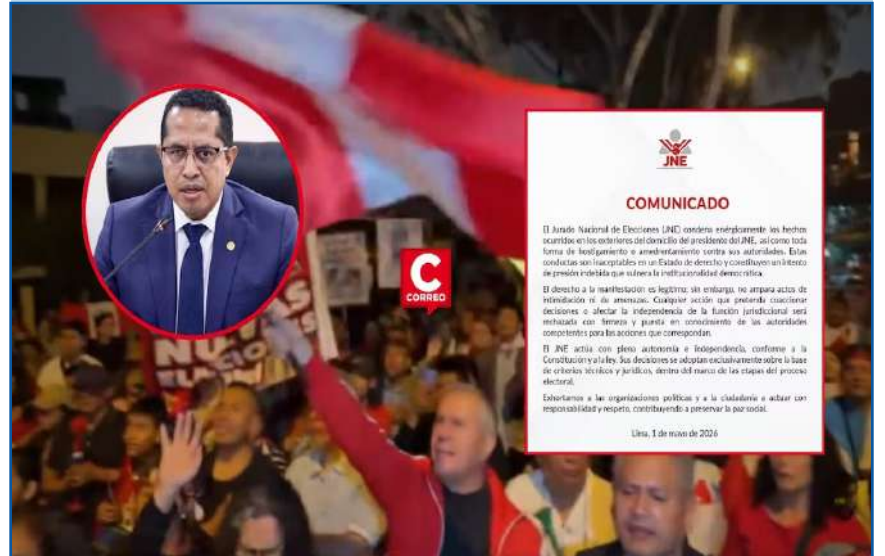 NUEVAS
C
CORREO
JNE
COMUNICADO
El Jurado Nacional de Elecciones (JNE) condena enérgicamente los hechos
ocurridos en los exteriores del domicilio del presidente del JNE, así como toda
forma de hostigamiento o amedrentamiento contra sus autoridades. Estas
conductas son inaceptables en un Estado de derecho y constituyen un intento
de presión indebida que vulnera la institucionalidad democrática.
El derecho a la manifestación es legítimo; sin embargo, no ampara actos de
intimidación ni de amenazas. Cualquier acción que pretenda coaccionar
decisiones o afectar la independencia de la función jurisdiccional será
rechazada con firmeza y puesta en conocimiento de las autoridades
competentes para las acciones que correspondan.
El JNE actúa con plena autonomía e independencia, conforme a la
Constitución y a la ley. Sus decisiones se adoptan exclusivamente sobre la base
de criterios técnicos y jurídicos, dentro del marco de las etapas del proceso
electoral.
Exhortamos a las organizaciones políticas y a la ciudadanía a actuar con
responsabilidad y respeto, contribuyendo a preservar la paz social.
Lima, 1 de mayo de 2026